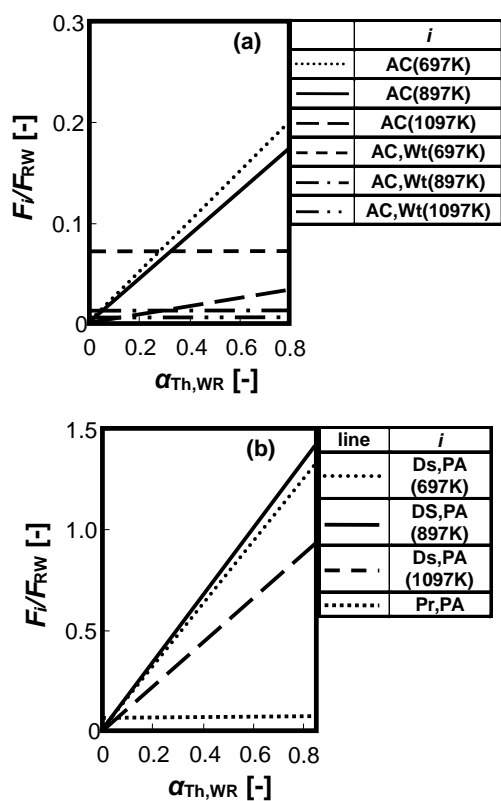 0.3
(a)
i
AC(697K)
AC(897K)
0.2
AC(1097K)
AC,Wt(697K)
Fi/FRW [-]
0.1
AC,Wt(897K)
AC,Wt(1097K)
0
0 0.2 0.4 0.6 0.8
αTh,WR [-]
1.5
(b)
line i
Ds,PA
(697K)
DS,PA
(897K)
1.0
Ds,PA
(1097K)
Fi/FRW [-]
Pr,PA
0.5
0
0 0.2 0.4 0.6 0.8
αTh,WR [-]